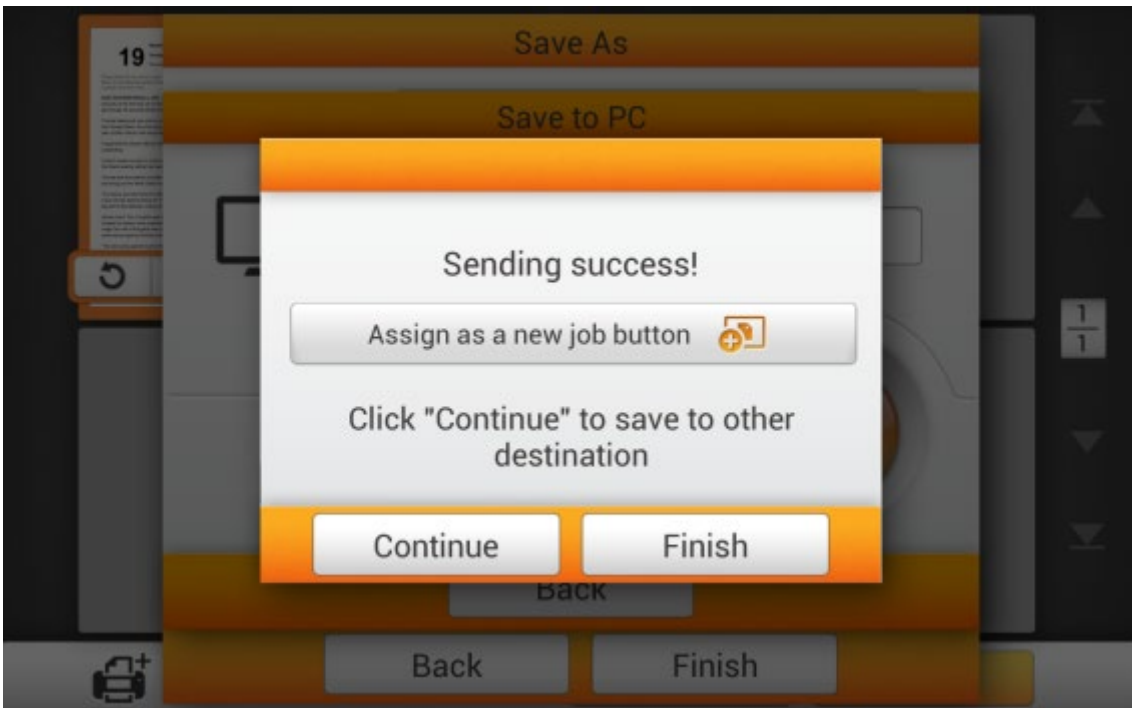 19
Save As
Save to PC
Sending success!
Assign as a new job button
Click "Continue" to save to other
destination
Continue
Finish
Back
Back
Finish
1
1